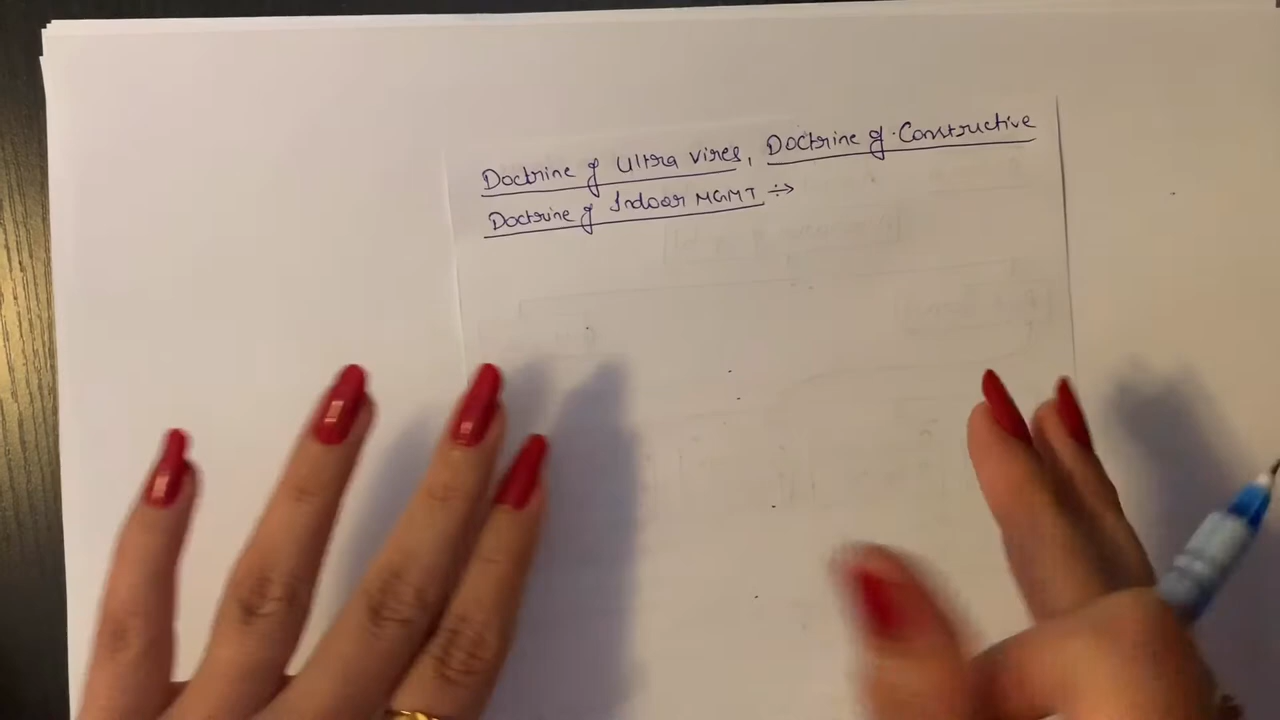 Doctrine of Ultra Vires, Doctrine of Constructive
Doctrine of Indoor MGMT ÷→